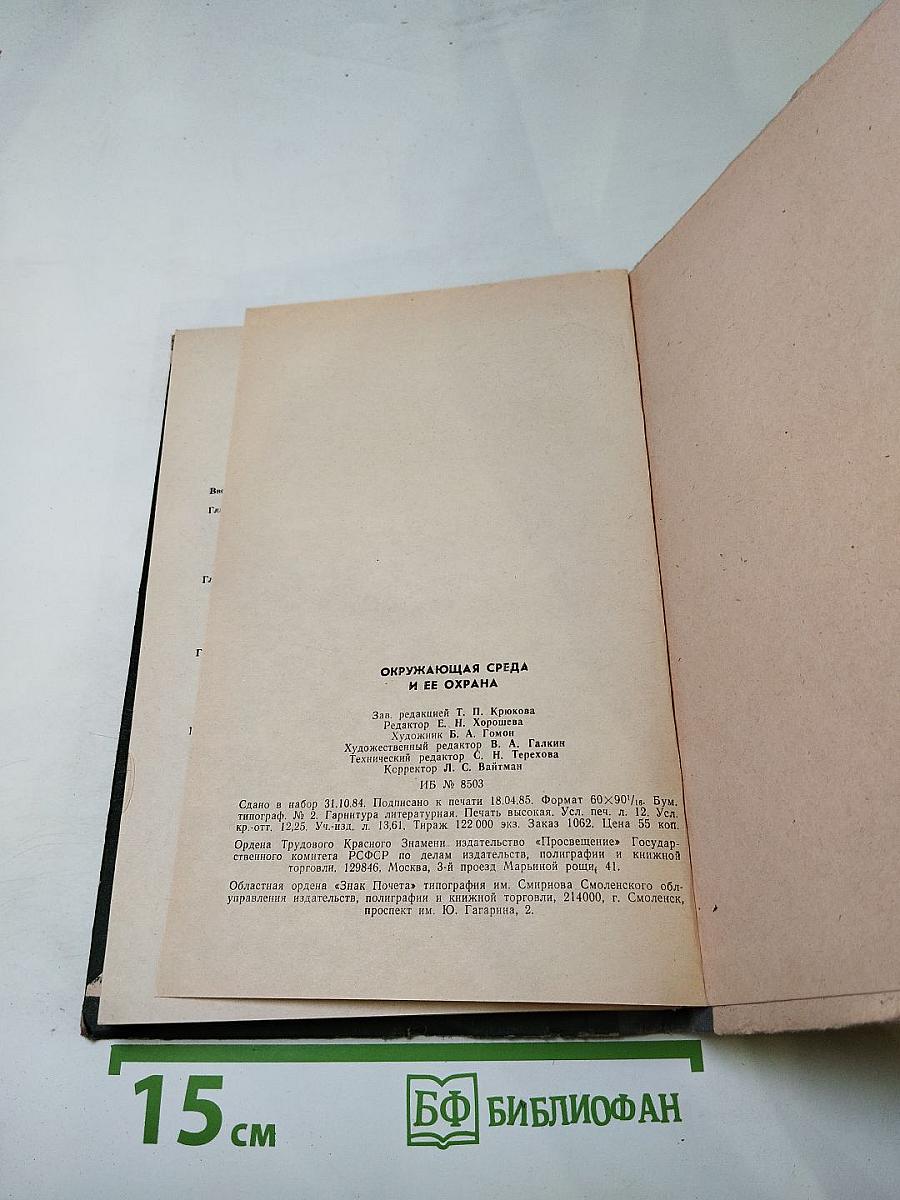 ОКРУЖАЮЩАЯ СРЕДА
И ЕЕ ОХРАНА
Зав. редакцией Т. П. Крюкова
Редактор Е. Н. Хорошева
Художник Б. А. Гомон
Художественный редактор В. А. Галкин
Технический редактор С. Н. Терехова
Корректор Л. С. Вайтман
ИБ № 8503
Сдано в набор 31.10.84. Подписано к печати 18.04.85. Формат 60×90¹/₁₆. Бум.
типограф. № 2. Гарнитура литературная. Печать высокая. Усл. печ. л. 12. Усл.
кр.-отт. 12,25. Уч.-изд. л. 13,61. Тираж 122 000 экз. Заказ 1062. Цена 55 коп.
Ордена Трудового Красного Знамени издательство «Просвещение» Государ-
ственного комитета РСФСР по делам издательств, полиграфии и книжной
торговли. 129846, Москва, 3-й проезд Марьиной рощи, 41.
Областная ордена «Знак Почета» типография им. Смирнова Смоленского обл-
управления издательств, полиграфии и книжной торговли, 214000, г. Смоленск,
проспект им. Ю. Гагарина, 2.
15 см
БФ БИБЛИОФАН